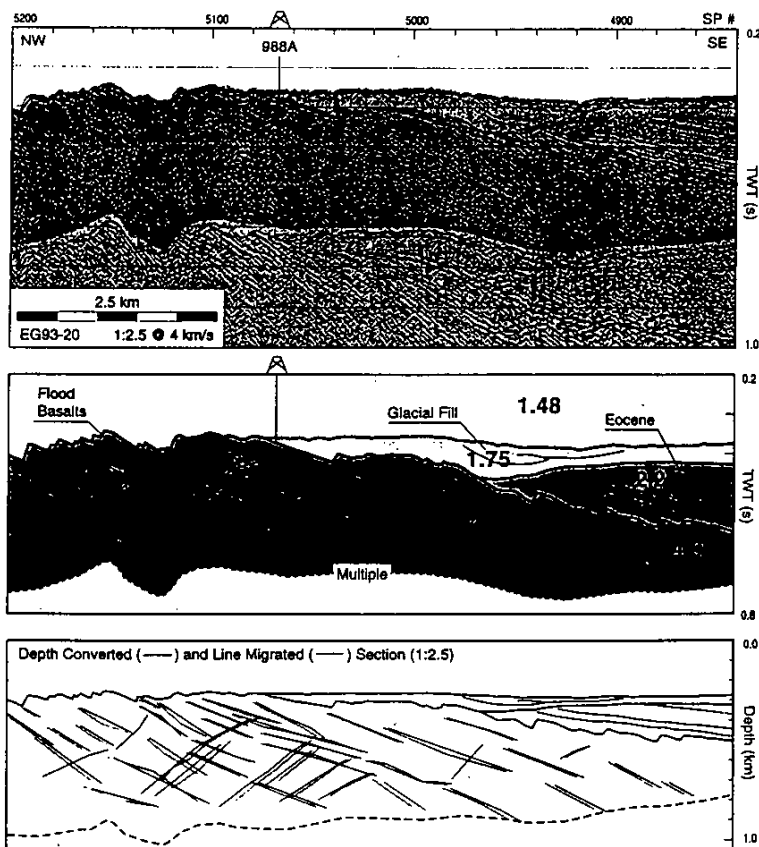 5200 5100 5000 4900 SP #
0.2
NW SE
988A
TWT (s)
2.5 km
EG93-20 1:2.5 @ 4 km/s
1.0
0.2
Flood
Basalts
Glacial Fill
1.48
Eocene
1.75
TWT (s)
Multiple
0.8
0.0
Depth Converted ( ) and Line Migrated ( ) Section (1:2.5)
Depth (km)
1.0